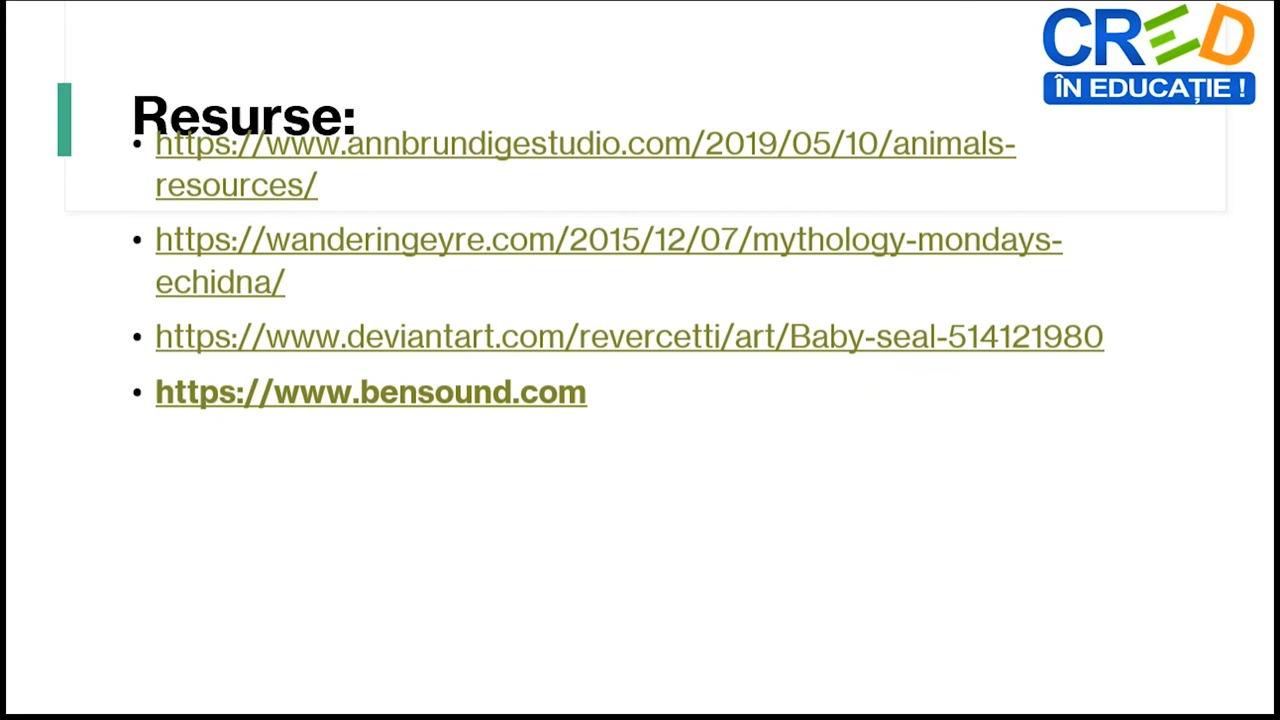 CRED
ÎN EDUCAȚIE !
Resurse:
• https://www.annbrundigestudio.com/2019/05/10/animals-
resources/
• https://wanderingeyre.com/2015/12/07/mythology-mondays-
echidna/
• https://www.deviantart.com/revercetti/art/Baby-seal-514121980
• https://www.bensound.com